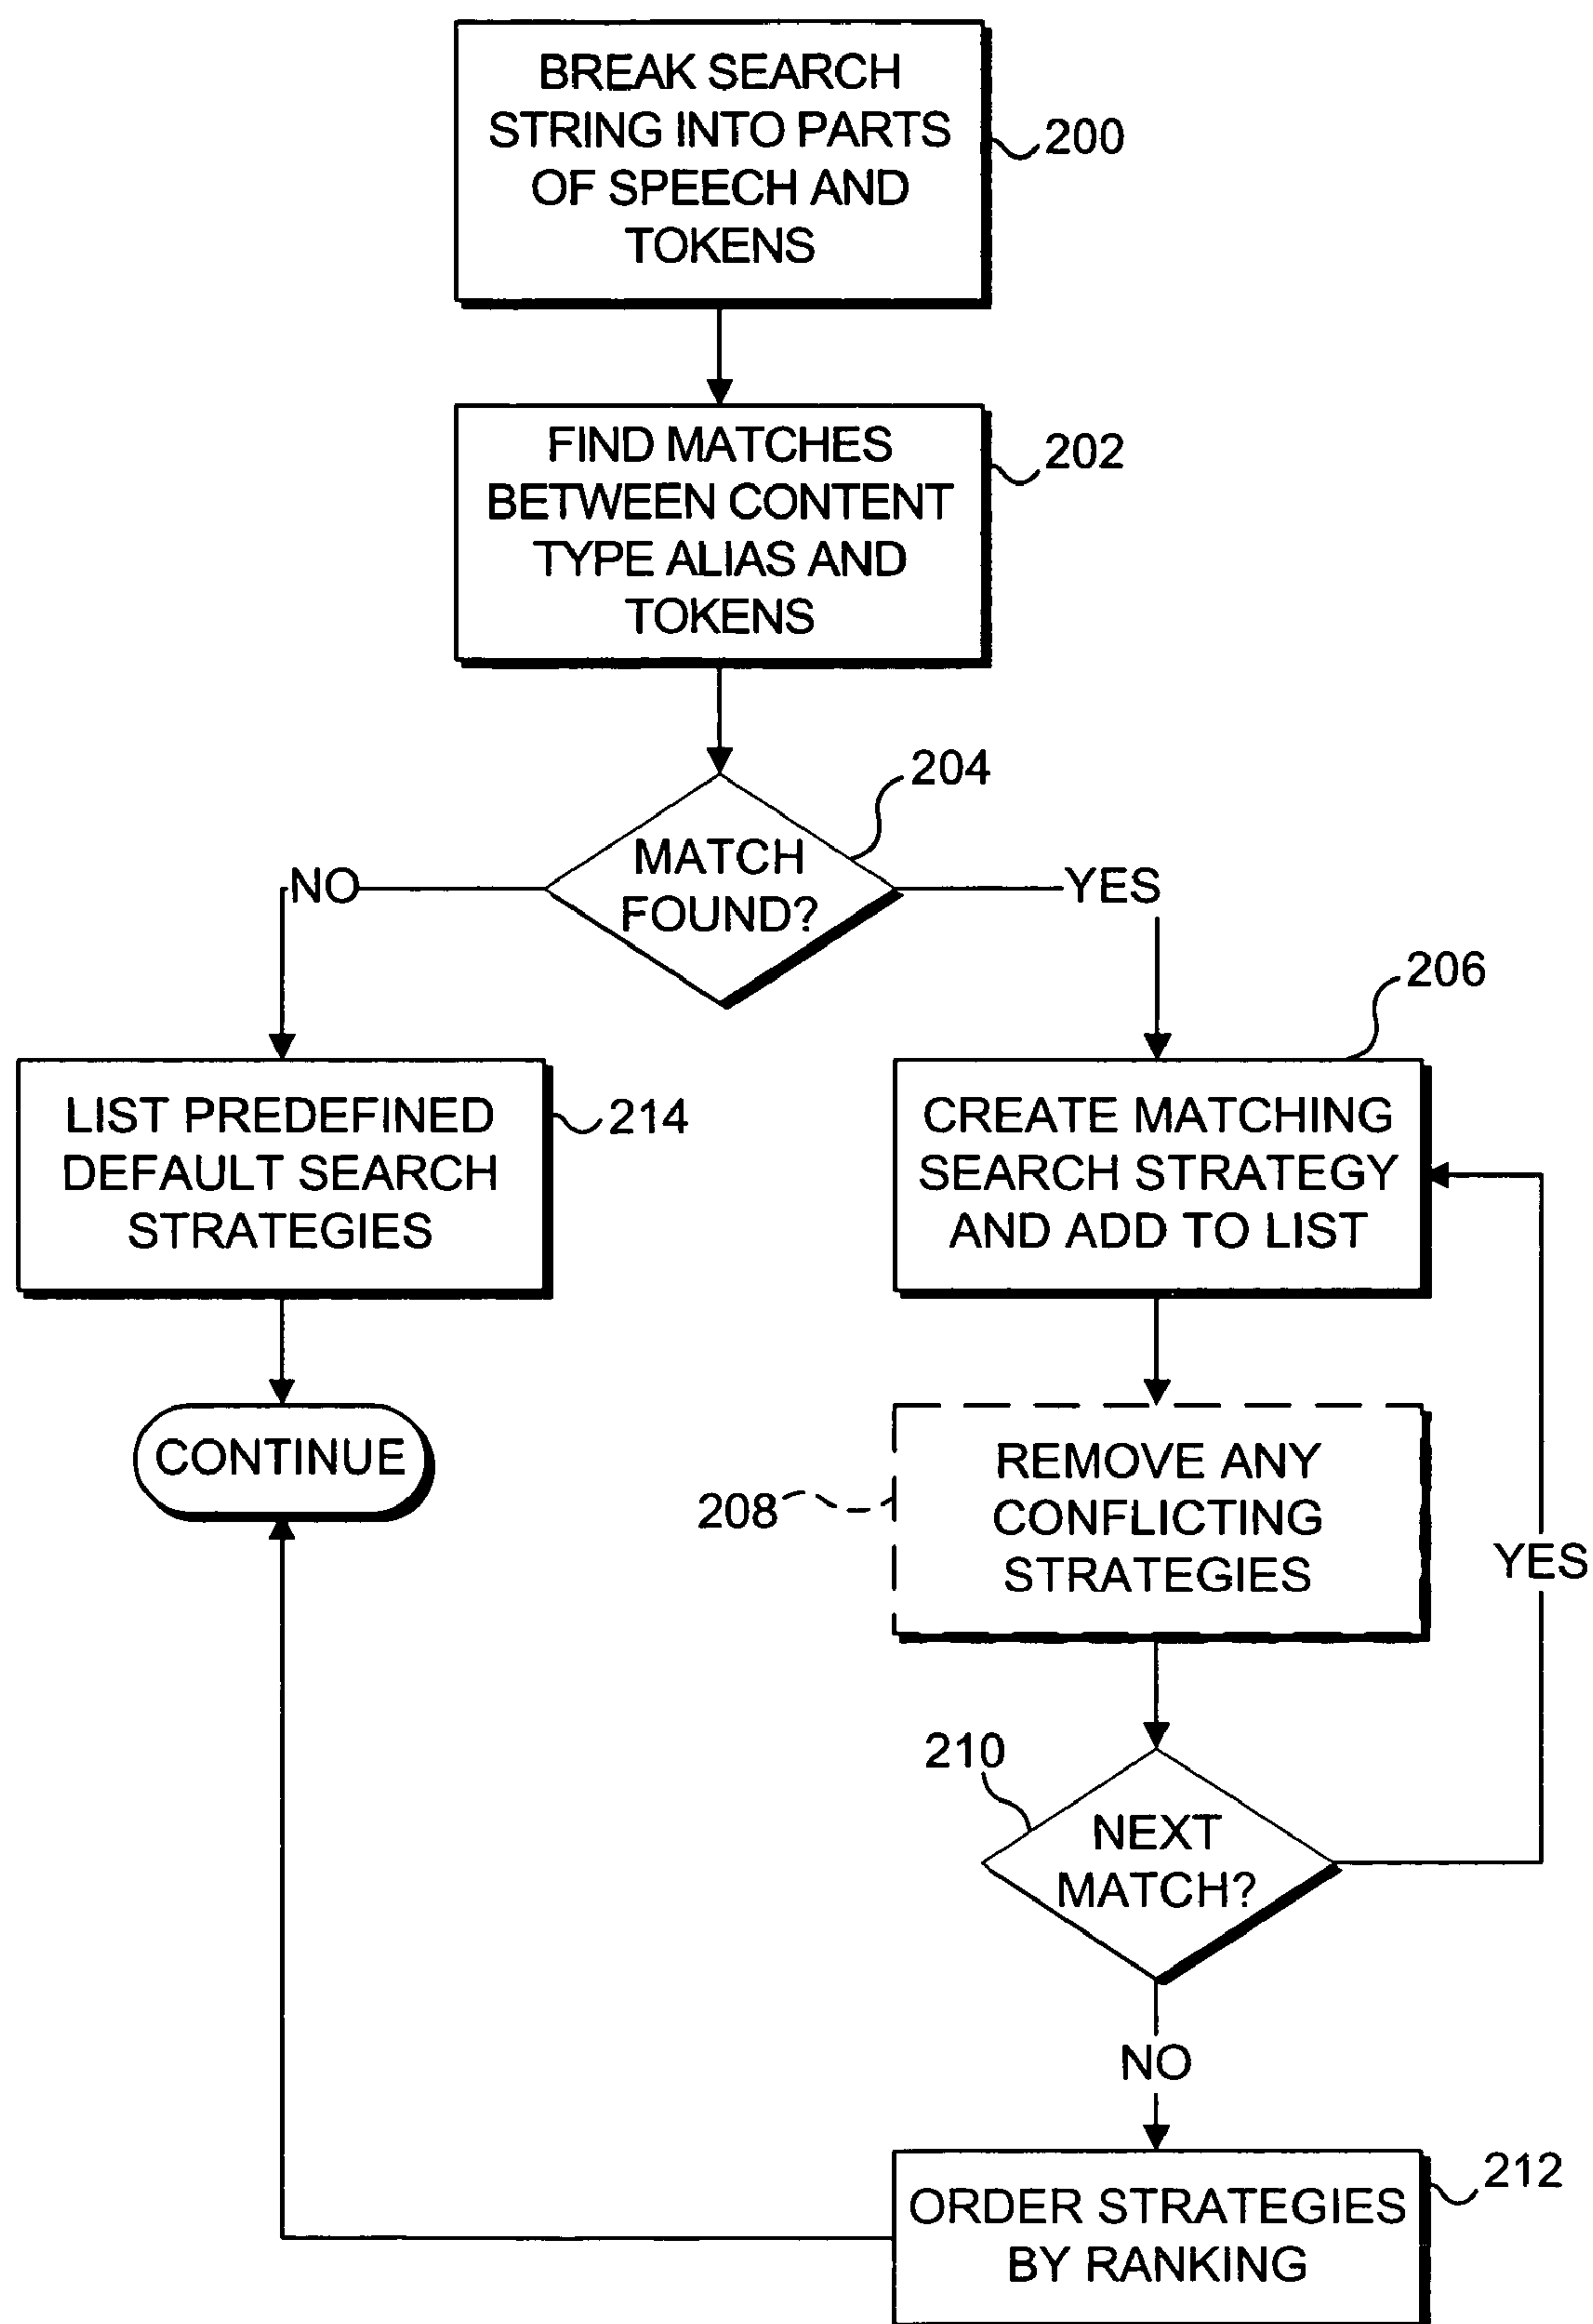 BREAK SEARCH
STRING INTO PARTS
OF SPEECH AND
TOKENS
200
FIND MATCHES
BETWEEN CONTENT
TYPE ALIAS AND
TOKENS
202
204
MATCH
FOUND?
NO
YES
206
LIST PREDEFINED
DEFAULT SEARCH
STRATEGIES
214
CREATE MATCHING
SEARCH STRATEGY
AND ADD TO LIST
CONTINUE
REMOVE ANY
CONFLICTING
STRATEGIES
208
YES
210
NEXT
MATCH?
NO
ORDER STRATEGIES
BY RANKING
212